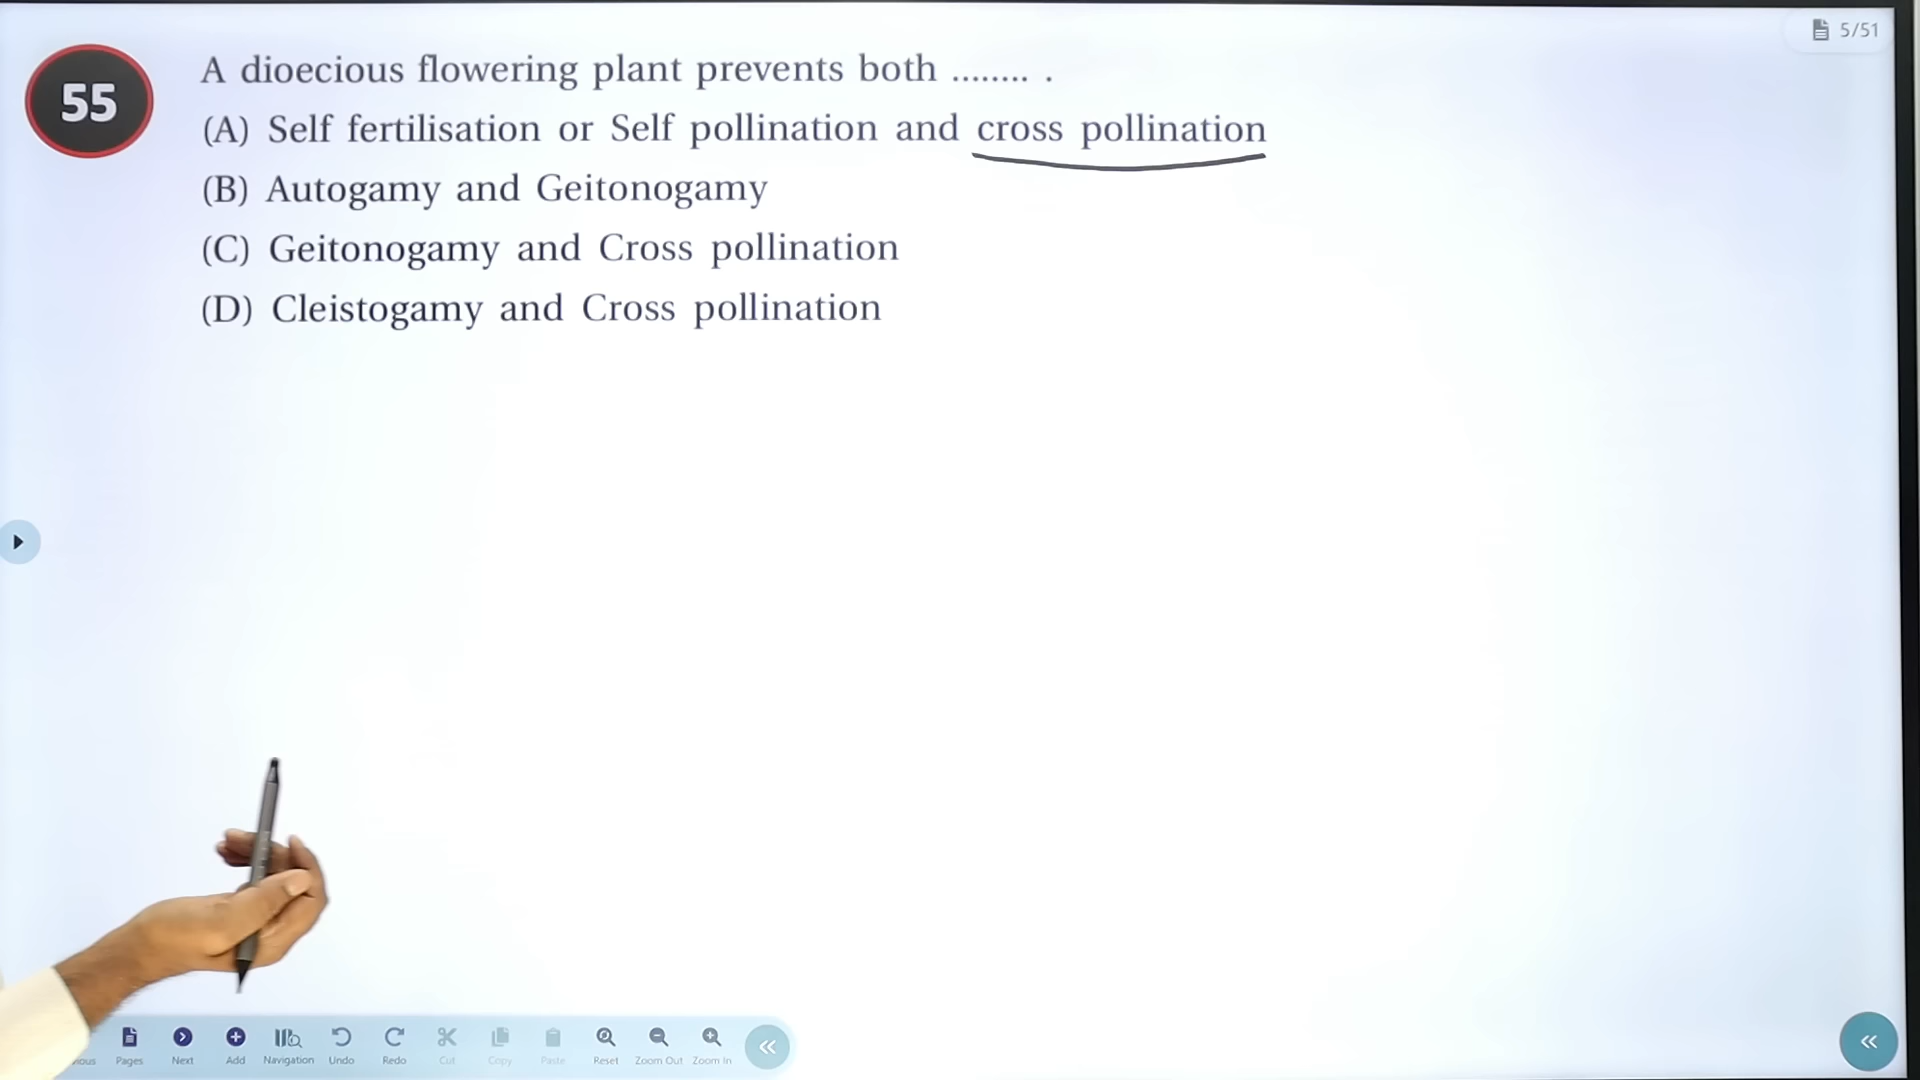 5/51
55
A dioecious flowering plant prevents both ........ .
(A) Self fertilisation or Self pollination and cross pollination
(B) Autogamy and Geitonogamy
(C) Geitonogamy and Cross pollination
(D) Cleistogamy and Cross pollination
Pages Next Add Navigation Undo Redo Cut Copy Paste Reset Zoom Out Zoom In